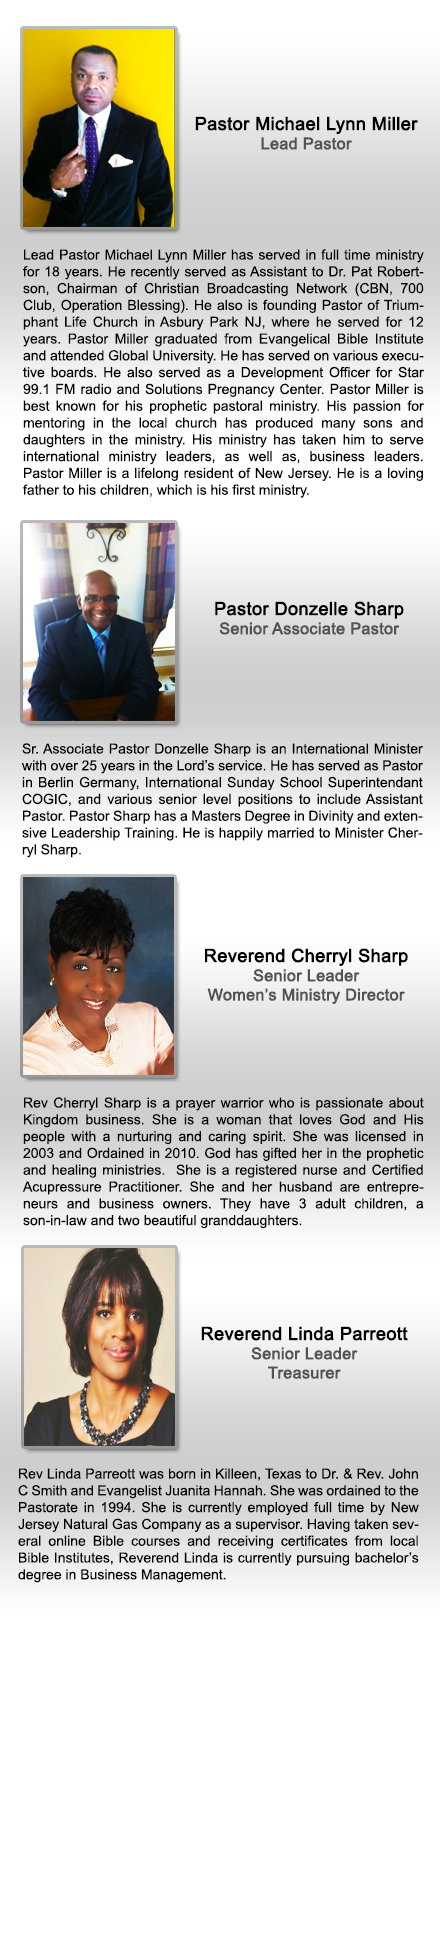 Pastor Michael Lynn Miller
Lead Pastor
Lead Pastor Michael Lynn Miller has served in full time ministry
for 18 years. He recently served as Assistant to Dr. Pat Robert-
son, Chairman of Christian Broadcasting Network (CBN, 700
Club, Operation Blessing). He also is founding Pastor of Trium-
phant Life Church in Asbury Park NJ, where he served for 12
years. Pastor Miller graduated from Evangelical Bible Institute
and attended Global University. He has served on various execu-
tive boards. He also served as a Development Officer for Star
99.1 FM radio and Solutions Pregnancy Center. Pastor Miller is
best known for his prophetic pastoral ministry. His passion for
mentoring in the local church has produced many sons and
daughters in the ministry. His ministry has taken him to serve
international ministry leaders, as well as, business leaders.
Pastor Miller is a lifelong resident of New Jersey. He is a loving
father to his children, which is his first ministry.
Pastor Donzelle Sharp
Senior Associate Pastor
Sr. Associate Pastor Donzelle Sharp is an International Minister
with over 25 years in the Lord's service. He has served as Pastor
in Berlin Germany, International Sunday School Superintendant
COGIC, and various senior level positions to include Assistant
Pastor. Pastor Sharp has a Masters Degree in Divinity and exten-
sive Leadership Training. He is happily married to Minister Cher-
ryl Sharp.
Reverend Cherryl Sharp
Senior Leader
Women's Ministry Director
Rev Cherryl Sharp is a prayer warrior who is passionate about
Kingdom business. She is a woman that loves God and His
people with a nurturing and caring spirit. She was licensed in
2003 and Ordained in 2010. God has gifted her in the prophetic
and healing ministries. She is a registered nurse and Certified
Acupressure Practitioner. She and her husband are entrepre-
neurs and business owners. They have 3 adult children, a
son-in-law and two beautiful granddaughters.
Reverend Linda Parreott
Senior Leader
Treasurer
Rev Linda Parreott was born in Killeen, Texas to Dr. & Rev. John
C Smith and Evangelist Juanita Hannah. She was ordained to the
Pastorate in 1994. She is currently employed full time by New
Jersey Natural Gas Company as a supervisor. Having taken sev-
eral online Bible courses and receiving certificates from local
Bible Institutes, Reverend Linda is currently pursuing bachelor's
degree in Business Management.